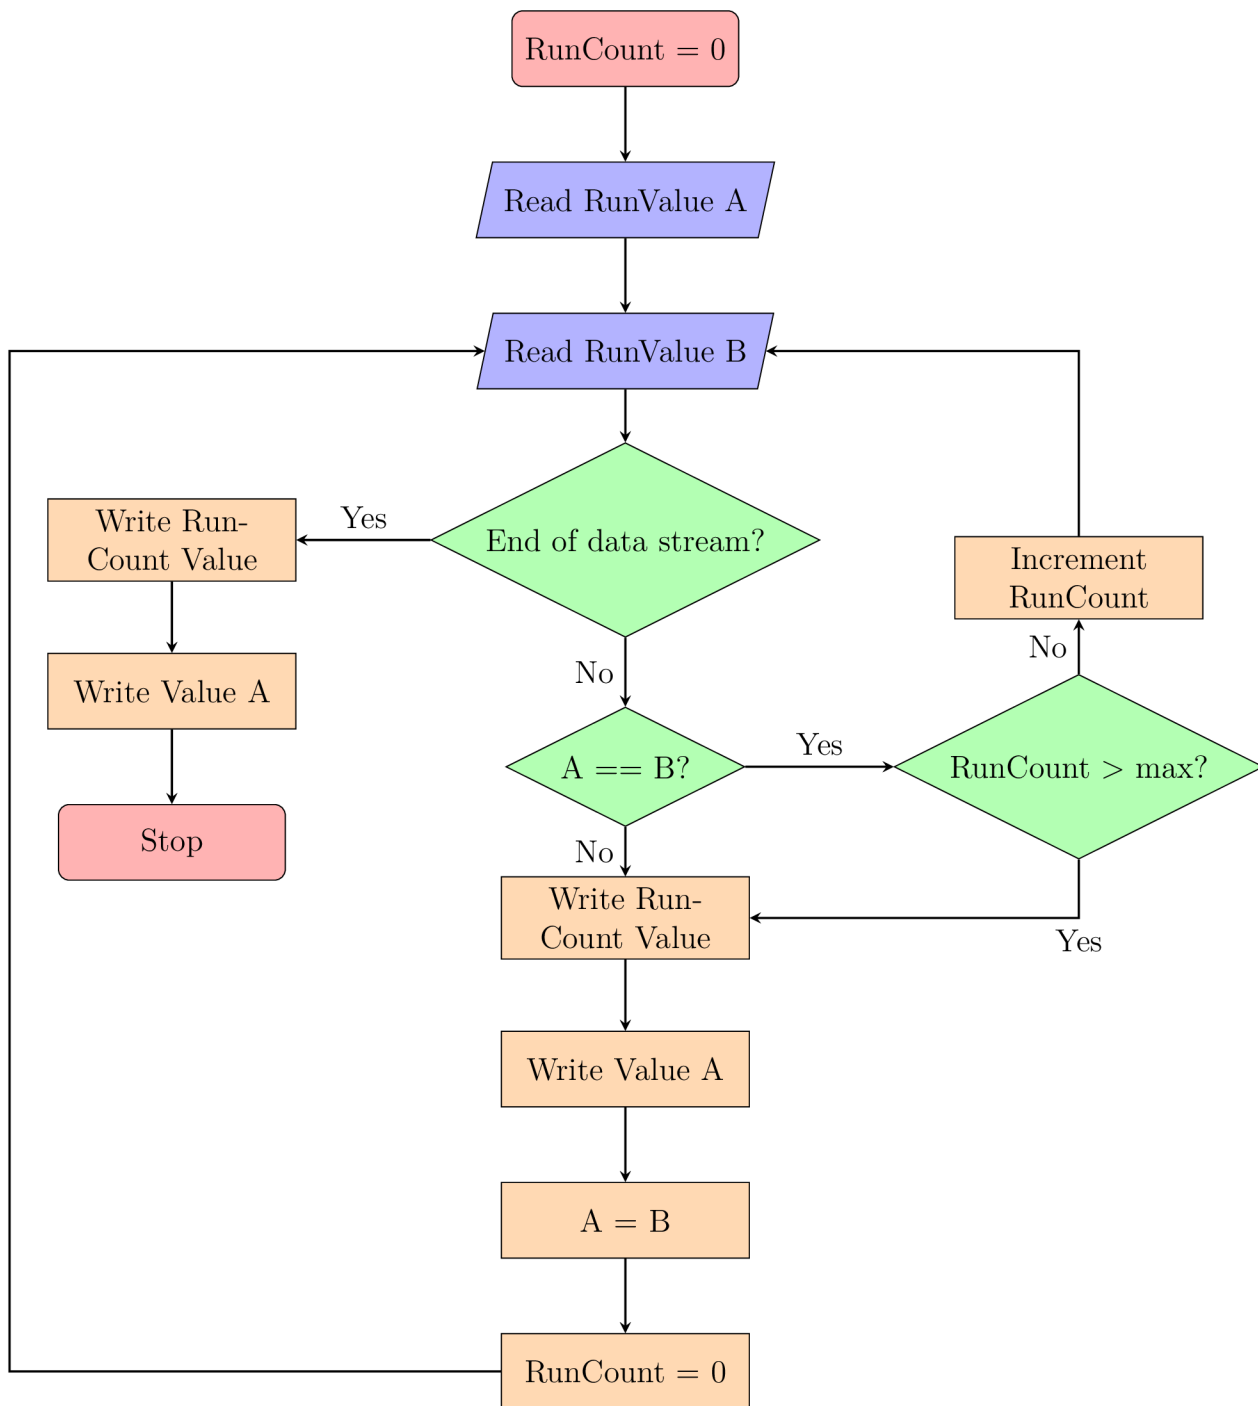 RunCount = 0
Read RunValue A
Read RunValue B
End of data stream?
Yes
Write Run-
Count Value
Write Value A
Stop
No
A == B?
Yes
RunCount > max?
No
Increment
RunCount
Yes
No
Write Run-
Count Value
Write Value A
A = B
RunCount = 0